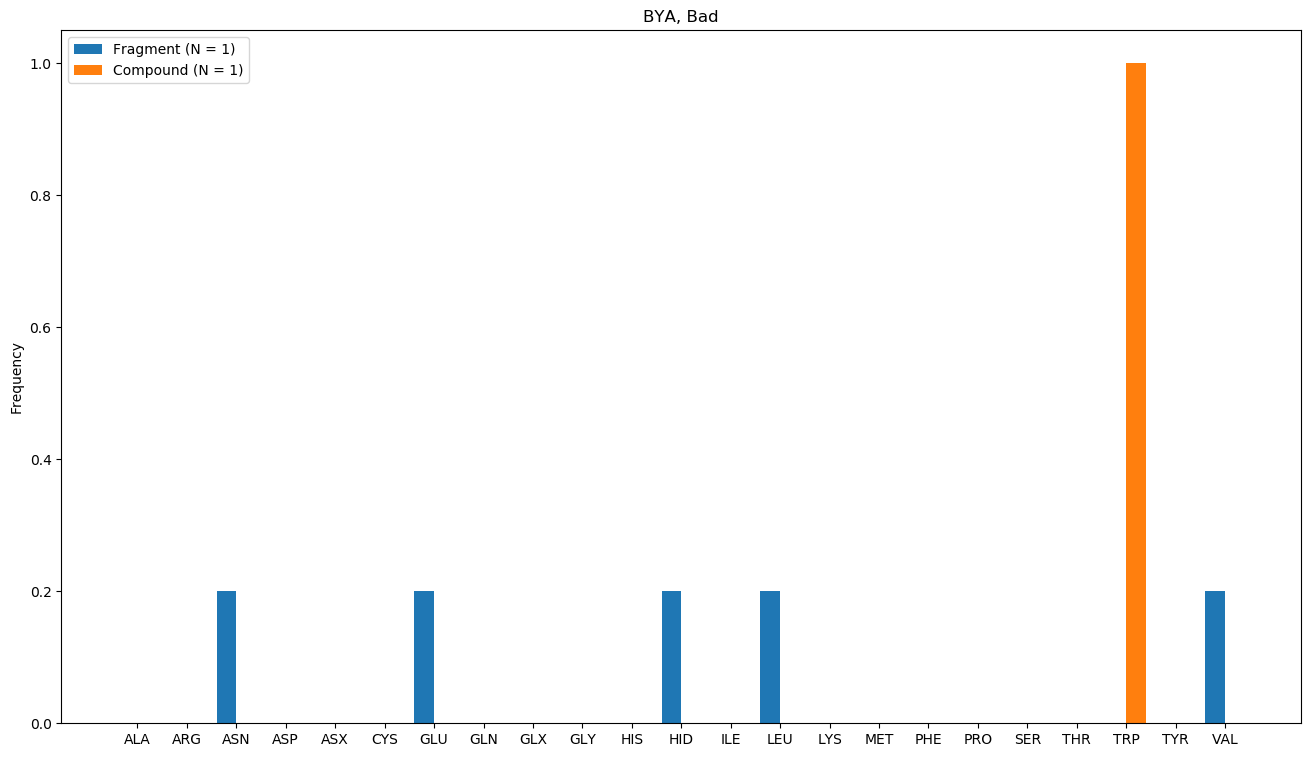 BYA, Bad
Fragment (N = 1)
Compound (N = 1)
Frequency
1.0
0.8
0.6
0.4
0.2
0.0
ALA ARG ASN ASP ASX CYS GLU GLN GLX GLY HIS HID ILE LEU LYS MET PHE PRO SER THR TRP TYR VAL